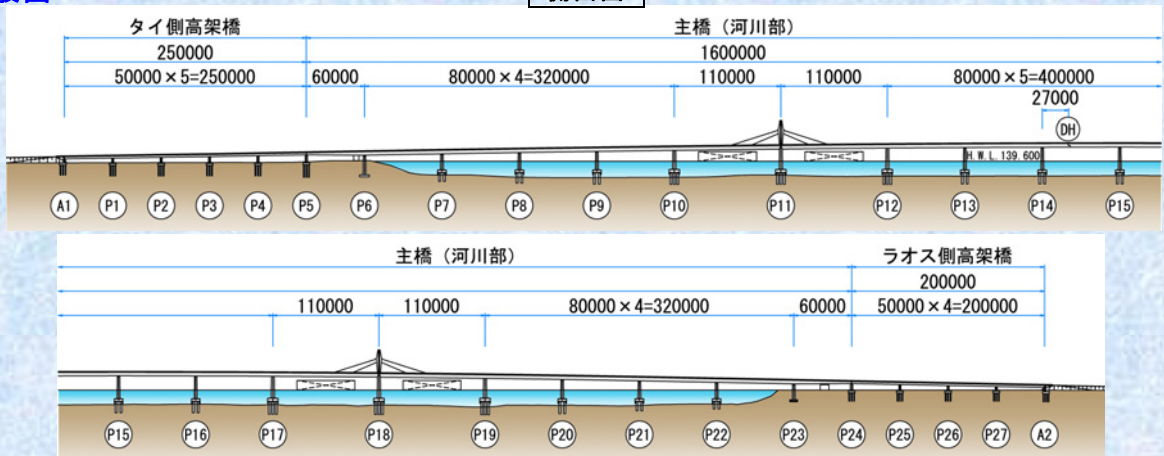 タイ側高架橋 主橋（河川部）
250000 1600000
50000×5=250000 60000 80000×4=320000 110000 110000 80000×5=400000
27000
DH
H.W.L.139.600
A1 P1 P2 P3 P4 P5 P6 P7 P8 P9 P10 P11 P12 P13 P14 P15
主橋（河川部） ラオス側高架橋
200000
110000 110000 80000×4=320000 60000 50000×4=200000
P15 P16 P17 P18 P19 P20 P21 P22 P23 P24 P25 P26 P27 A2